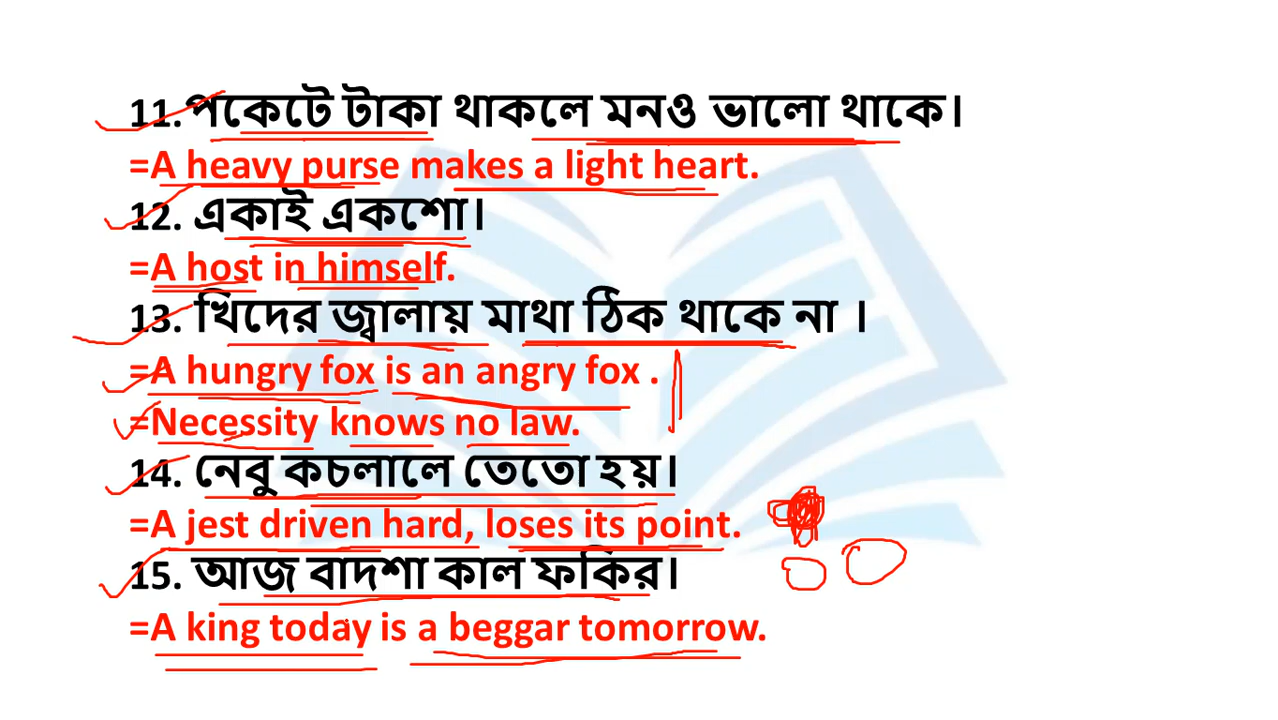 11. পকেটে টাকা থাকলে মনও ভালো থাকে।
=A heavy purse makes a light heart.
12. একাই একশো।
=A host in himself.
13. খিদের জ্বালায় মাথা ঠিক থাকে না ।
=A hungry fox is an angry fox .
=Necessity knows no law.
14. নেবু কচলালে তেতো হয়।
=A jest driven hard, loses its point.
15. আজ বাদশা কাল ফকির।
=A king today is a beggar tomorrow.